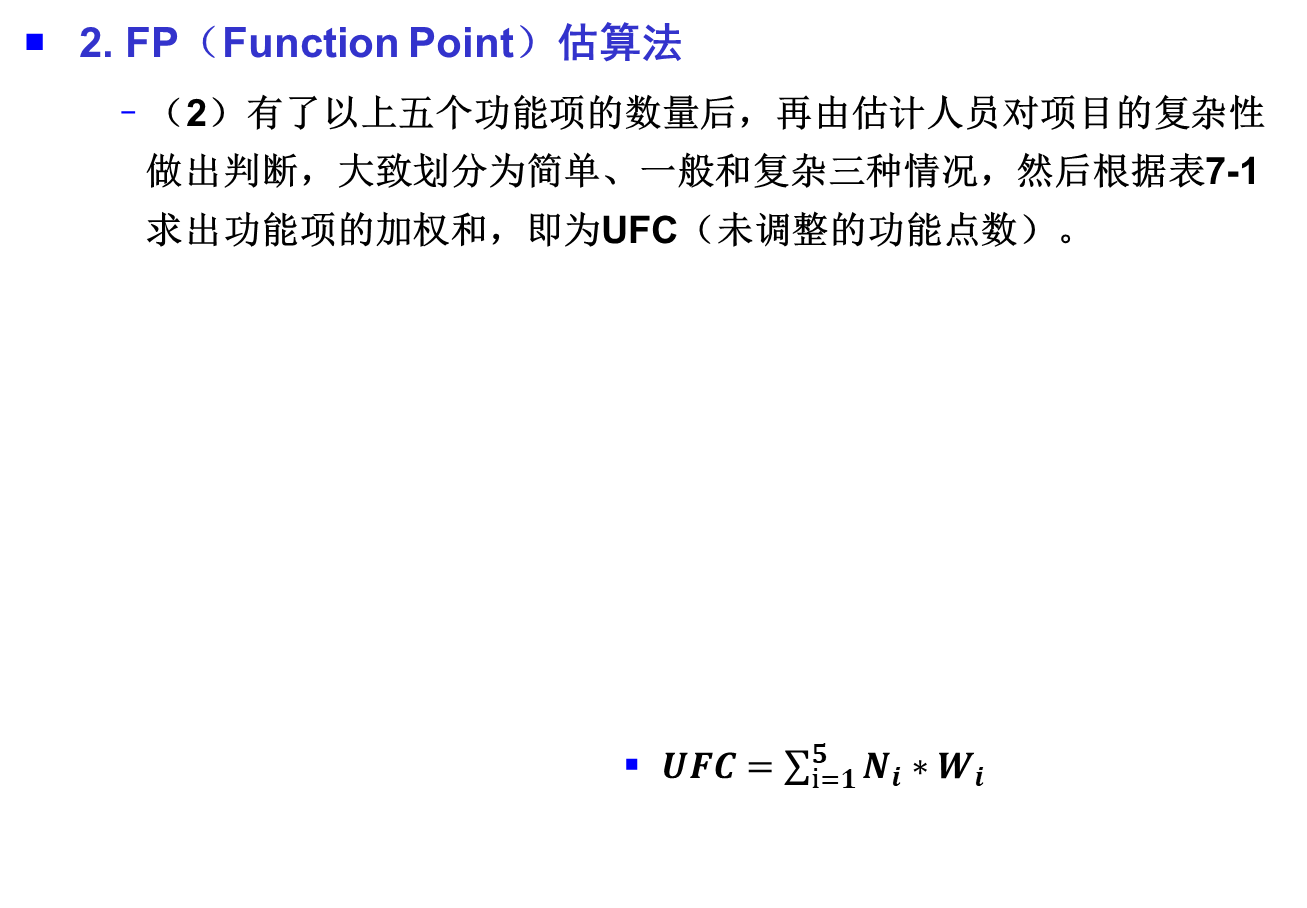 ■ 2. FP（Function Point）估算法
－（2）有了以上五个功能项的数量后，再由估计人员对项目的复杂性
做出判断，大致划分为简单、一般和复杂三种情况，然后根据表7-1
求出功能项的加权和，即为UFC（未调整的功能点数）。
■ UFC = ∑_{i=1}^{5} N_i * W_i